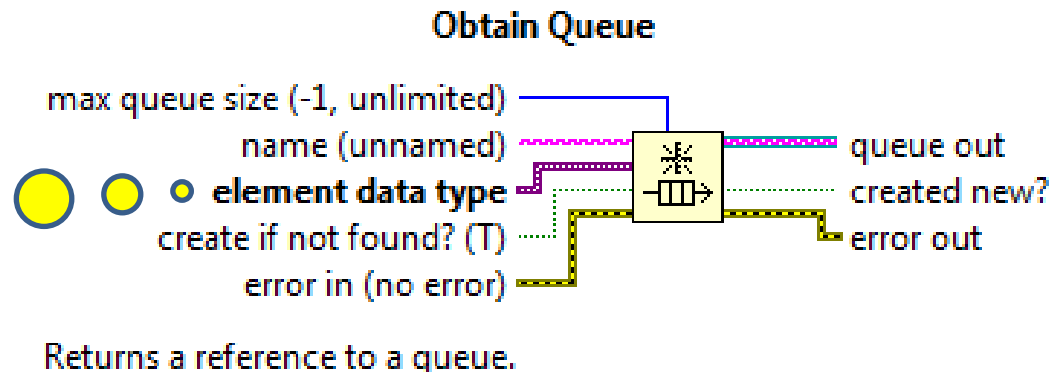 Obtain Queue
max queue size (-1, unlimited)
name (unnamed)
queue out
element data type
created new?
create if not found? (T)
error out
error in (no error)
Returns a reference to a queue.